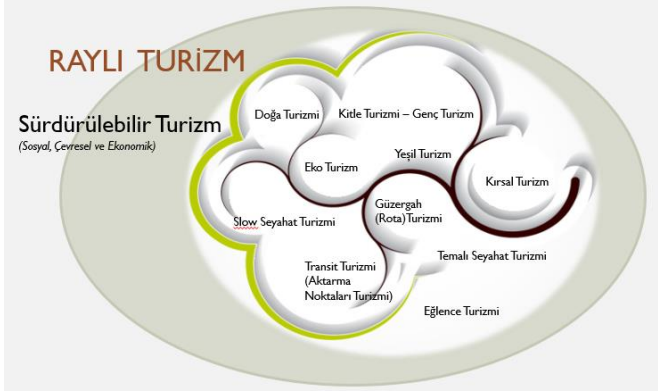 RAYLI TURİZM
Sürdürülebilir Turizm
(Sosyal, Çevresel ve Ekonomik)
Doğa Turizmi
Kitle Turizmi – Genç Turizm
Eko Turizm
Yeşil Turizm
Kırsal Turizm
Slow Seyahat Turizmi
Güzergah
(Rota)Turizmi
Temalı Seyahat Turizmi
Transit Turizmi
(Aktarma
Noktaları Turizmi)
Eğlence Turizmi